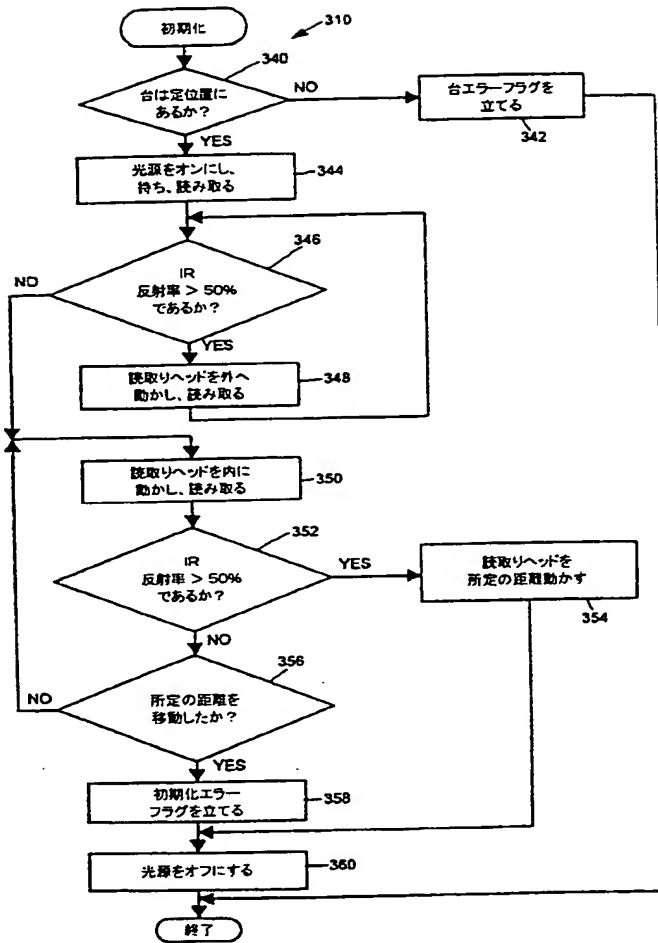 初期化
310
340
台は定位置に
あるか?
NO
台エラーフラグを
立てる
342
YES
光源をオンにし、
持ち、読み取る
344
346
IR
反射率 > 50%
であるか?
NO
YES
読取りヘッドを外へ
動かし、読み取る
348
読取りヘッドを内に
動かし、読み取る
350
352
IR
反射率 > 50%
であるか?
YES
読取りヘッドを
所定の距離動かす
354
NO
356
所定の距離を
移動したか?
NO
YES
初期化エラー
フラグを立てる
358
光源をオフにする
360
終了